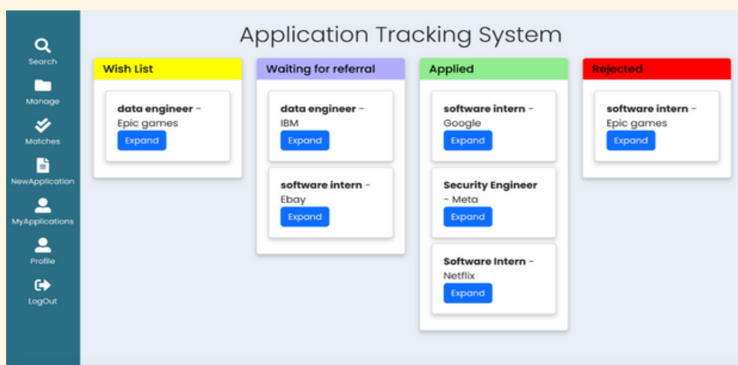 Application Tracking System
Search
Manage
Matches
NewApplication
MyApplications
Profile
LogOut
Wish List
data engineer -
Epic games
Expand
Waiting for referral
data engineer -
IBM
Expand
software intern -
Ebay
Expand
Applied
software intern -
Google
Expand
Security Engineer
- Meta
Expand
Software Intern -
Netflix
Expand
Rejected
software intern -
Epic games
Expand